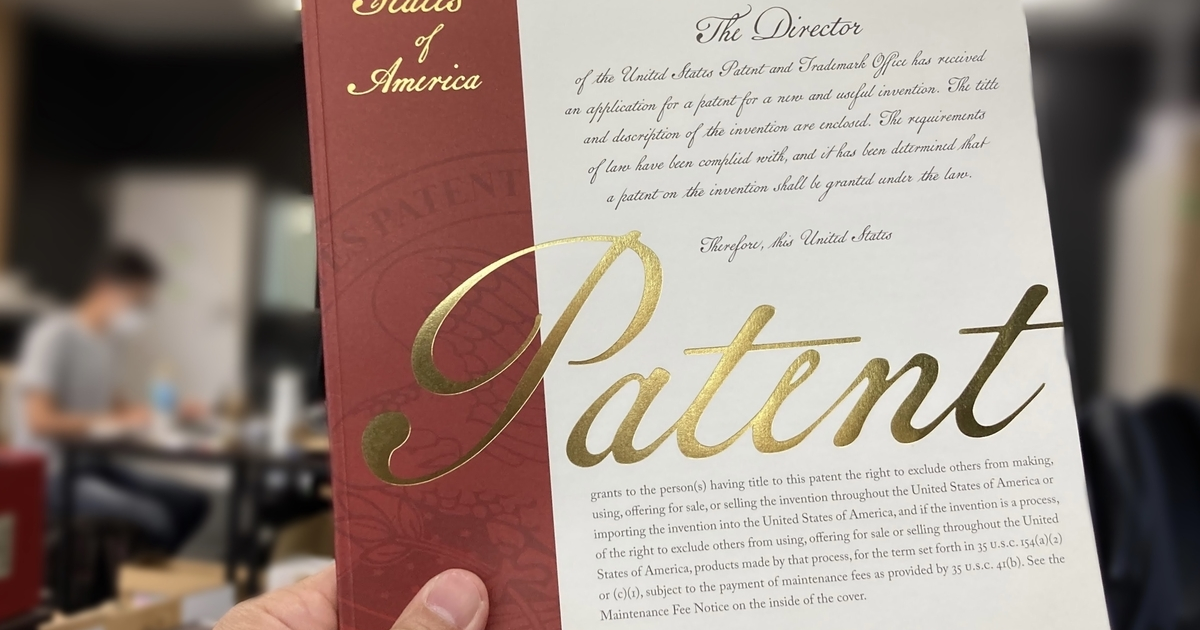 States
of
America
S PATENT
The Director
of the United States Patent and Trademark Office has received
an application for a patent for a new and useful invention. The title
and description of the invention are enclosed. The requirements
of law have been complied with, and it has been determined that
a patent on the invention shall be granted under the law.
Therefore, this United States
Patent
grants to the person(s) having title to this patent the right to exclude others from making,
using, offering for sale, or selling the invention throughout the United States of America or
importing the invention into the United States of America, and if the invention is a process,
of the right to exclude others from using, offering for sale or selling throughout the United
States of America, products made by that process, for the term set forth in 35 U.S.C. 154(a)(2)
or (c)(1), subject to the payment of maintenance fees as provided by 35 U.S.C. 41(b). See the
Maintenance Fee Notice on the inside of the cover.